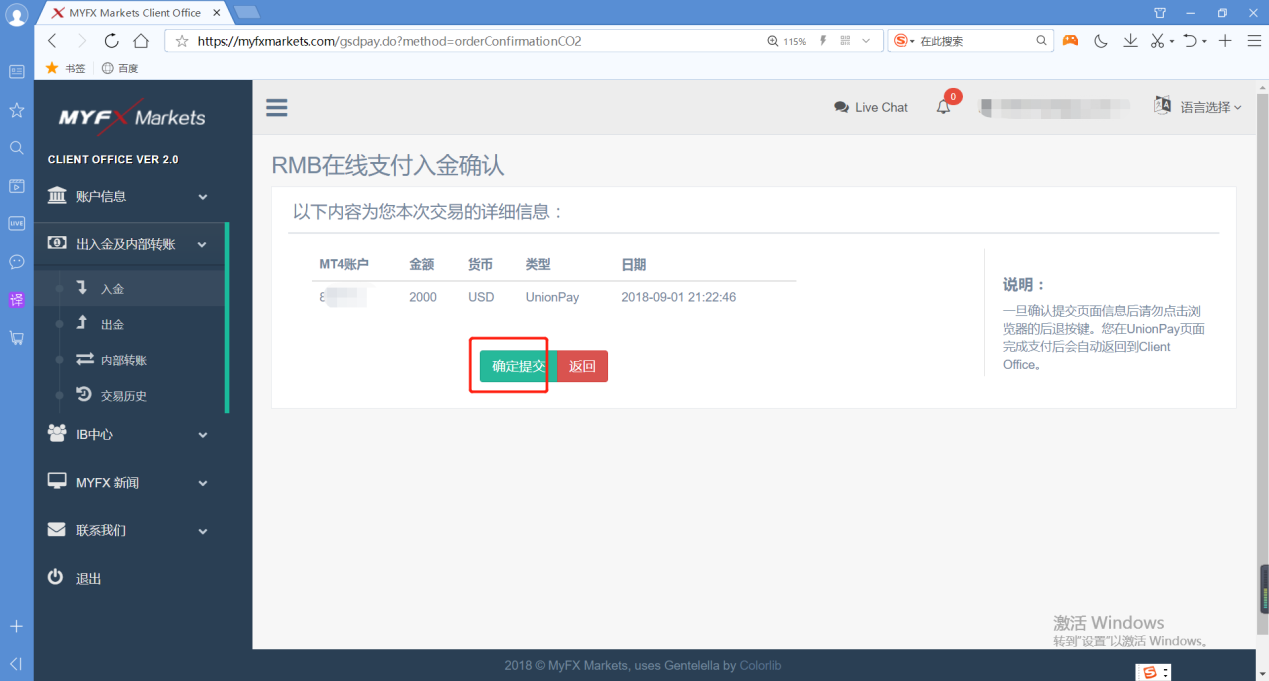 MYFX Markets Client Office
https://myfxmarkets.com/gsdpay.do?method=orderConfirmationCO2
115%
在此搜索
书签
百度
MYFX Markets
Live Chat
0
语言选择
CLIENT OFFICE VER 2.0
账户信息
出入金及内部转账
入金
出金
内部转账
交易历史
IB中心
MYFX 新闻
联系我们
退出
LIVE
译
RMB在线支付入金确认
以下内容为您本次交易的详细信息：
MT4账户 金额 货币 类型 日期
8 2000 USD UnionPay 2018-09-01 21:22:46
确定提交 返回
说明：
一旦确认提交页面信息后请勿点击浏
览器的后退按键。您在UnionPay页面
完成支付后会自动返回到Client
Office。
激活 Windows
转到"设置"以激活 Windows。
2018 © MyFX Markets, uses Gentelella by Colorlib